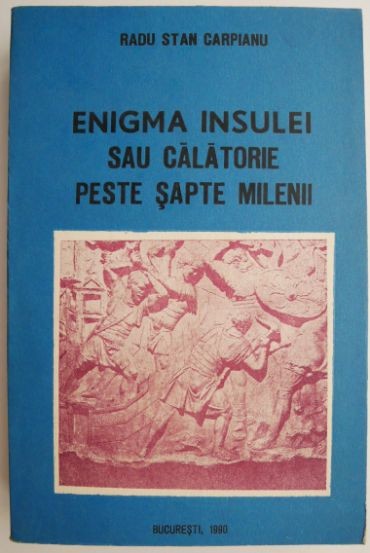 RADU STAN CARPIANU
ENIGMA INSULEI
SAU CĂLĂTORIE
PESTE ŞAPTE MILENII
BUCUREŞTI, 1990